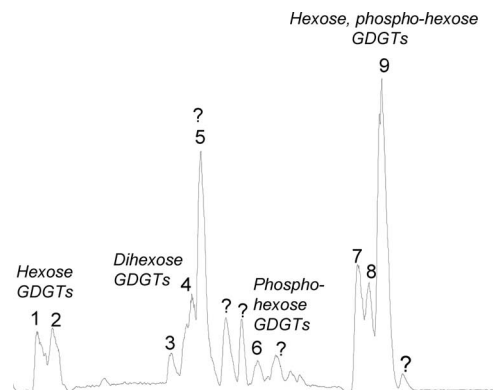 Hexose, phospho-hexose
GDGTs
9
?
5
7
8
Dihexose
GDGTs
4
Hexose
GDGTs
1 2
3
Phospho-
hexose
GDGTs
? ?
6 ?
?